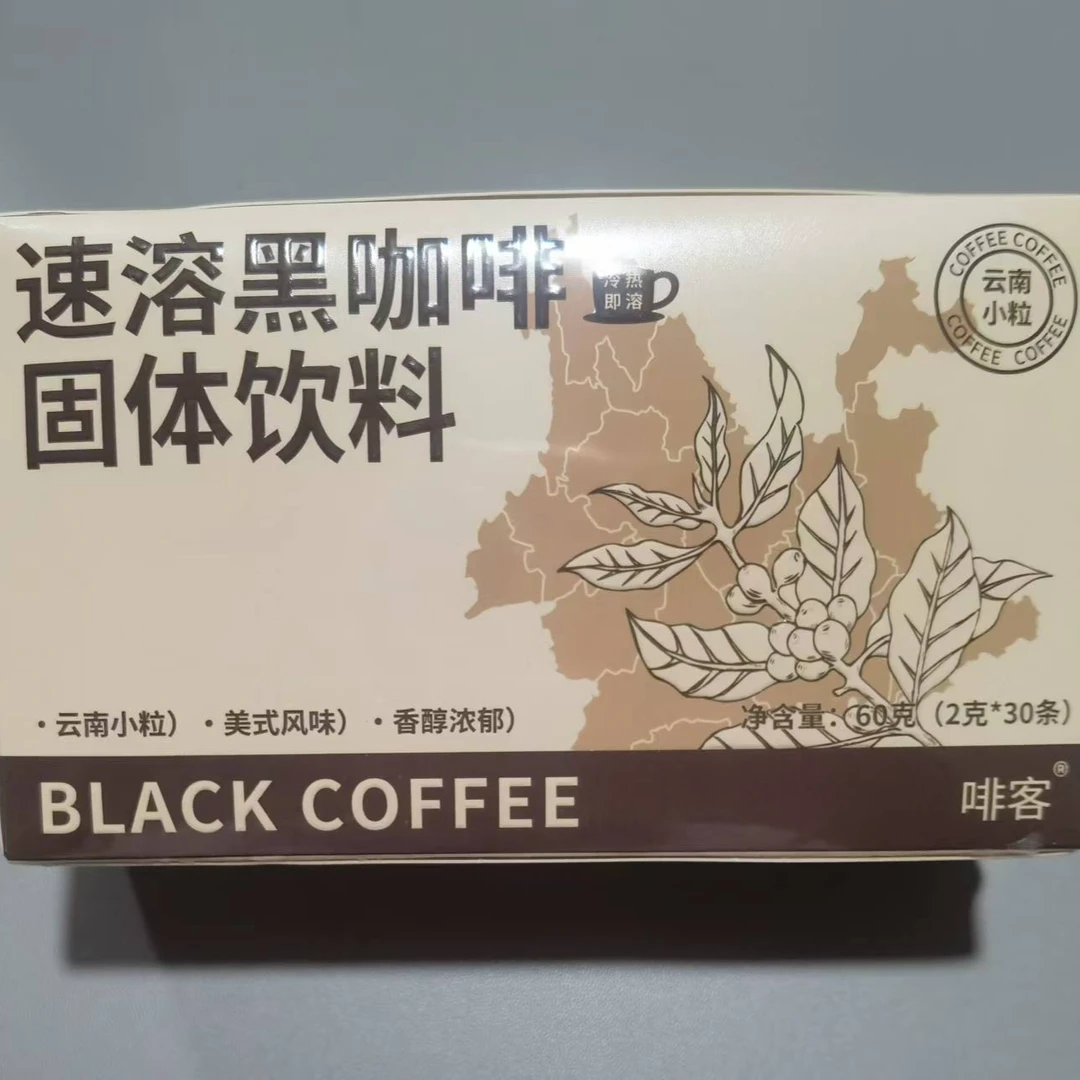 速溶黑咖啡
固体饮料
冷热
即溶
COFFEE COFFEE
云南
小粒
COFFEE COFFEE
·云南小粒）·美式风味）·香醇浓郁）
净含量：60克（2克*30条）
BLACK COFFEE
啡客®